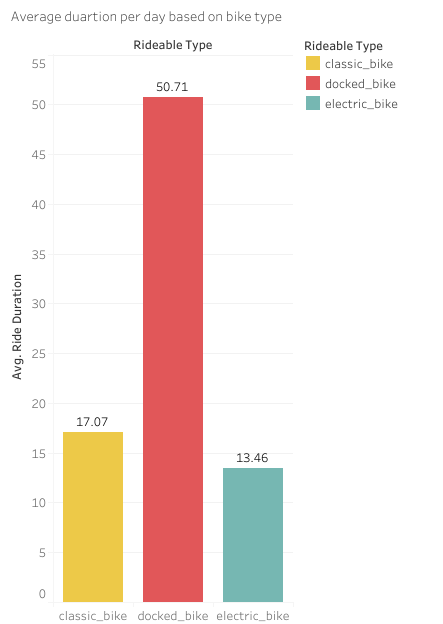 Average duartion per day based on bike type
Rideable Type
Rideable Type
classic_bike
docked_bike
electric_bike
Avg. Ride Duration
55
50
45
40
35
30
25
20
15
10
5
0
50.71
17.07
13.46
classic_bike docked_bike electric_bike